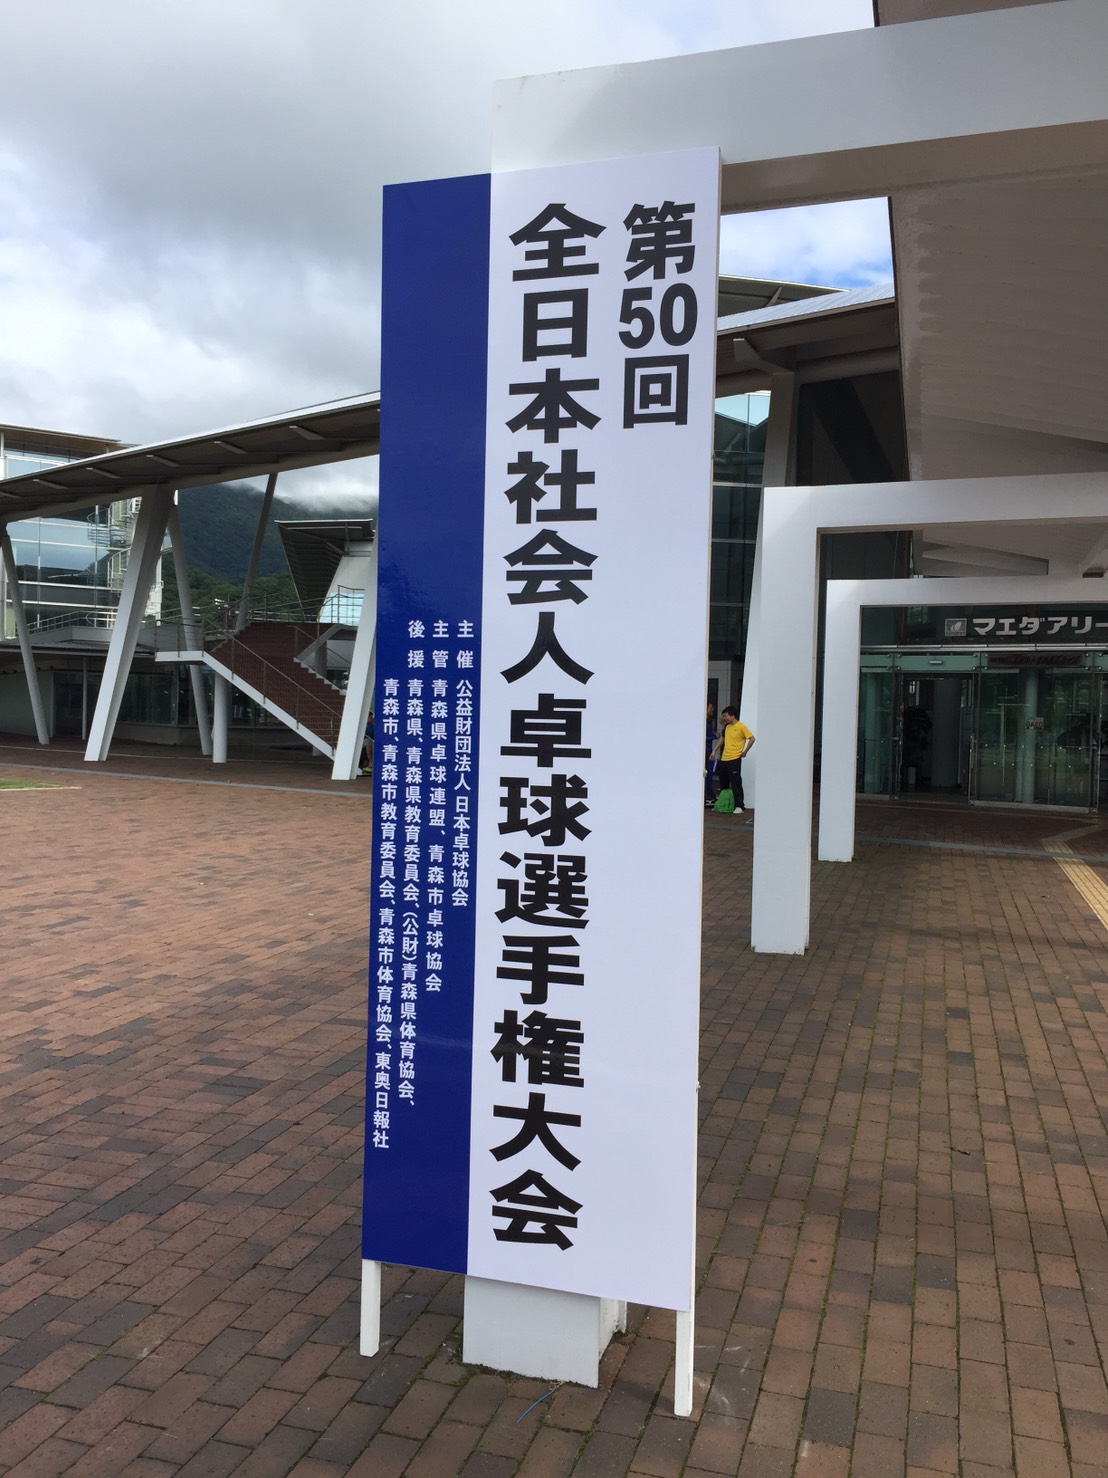 第50回
全日本社会人卓球選手権大会
主催 公益財団法人日本卓球協会
主管 青森県卓球連盟、青森市卓球協会
後援 青森県、青森県教育委員会、(公財)青森県体育協会、
青森市、青森市教育委員会、青森市体育協会、東奥日報社
マエダアリー